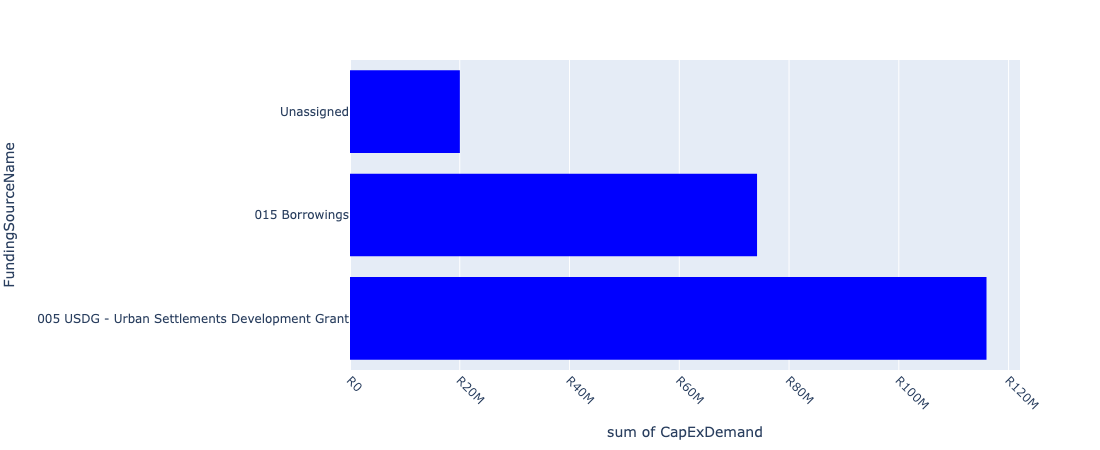 FundingSourceName
Unassigned
015 Borrowings
005 USDG - Urban Settlements Development Grant
R0
R20M
R40M
R60M
R80M
R100M
R120M
sum of CapExDemand